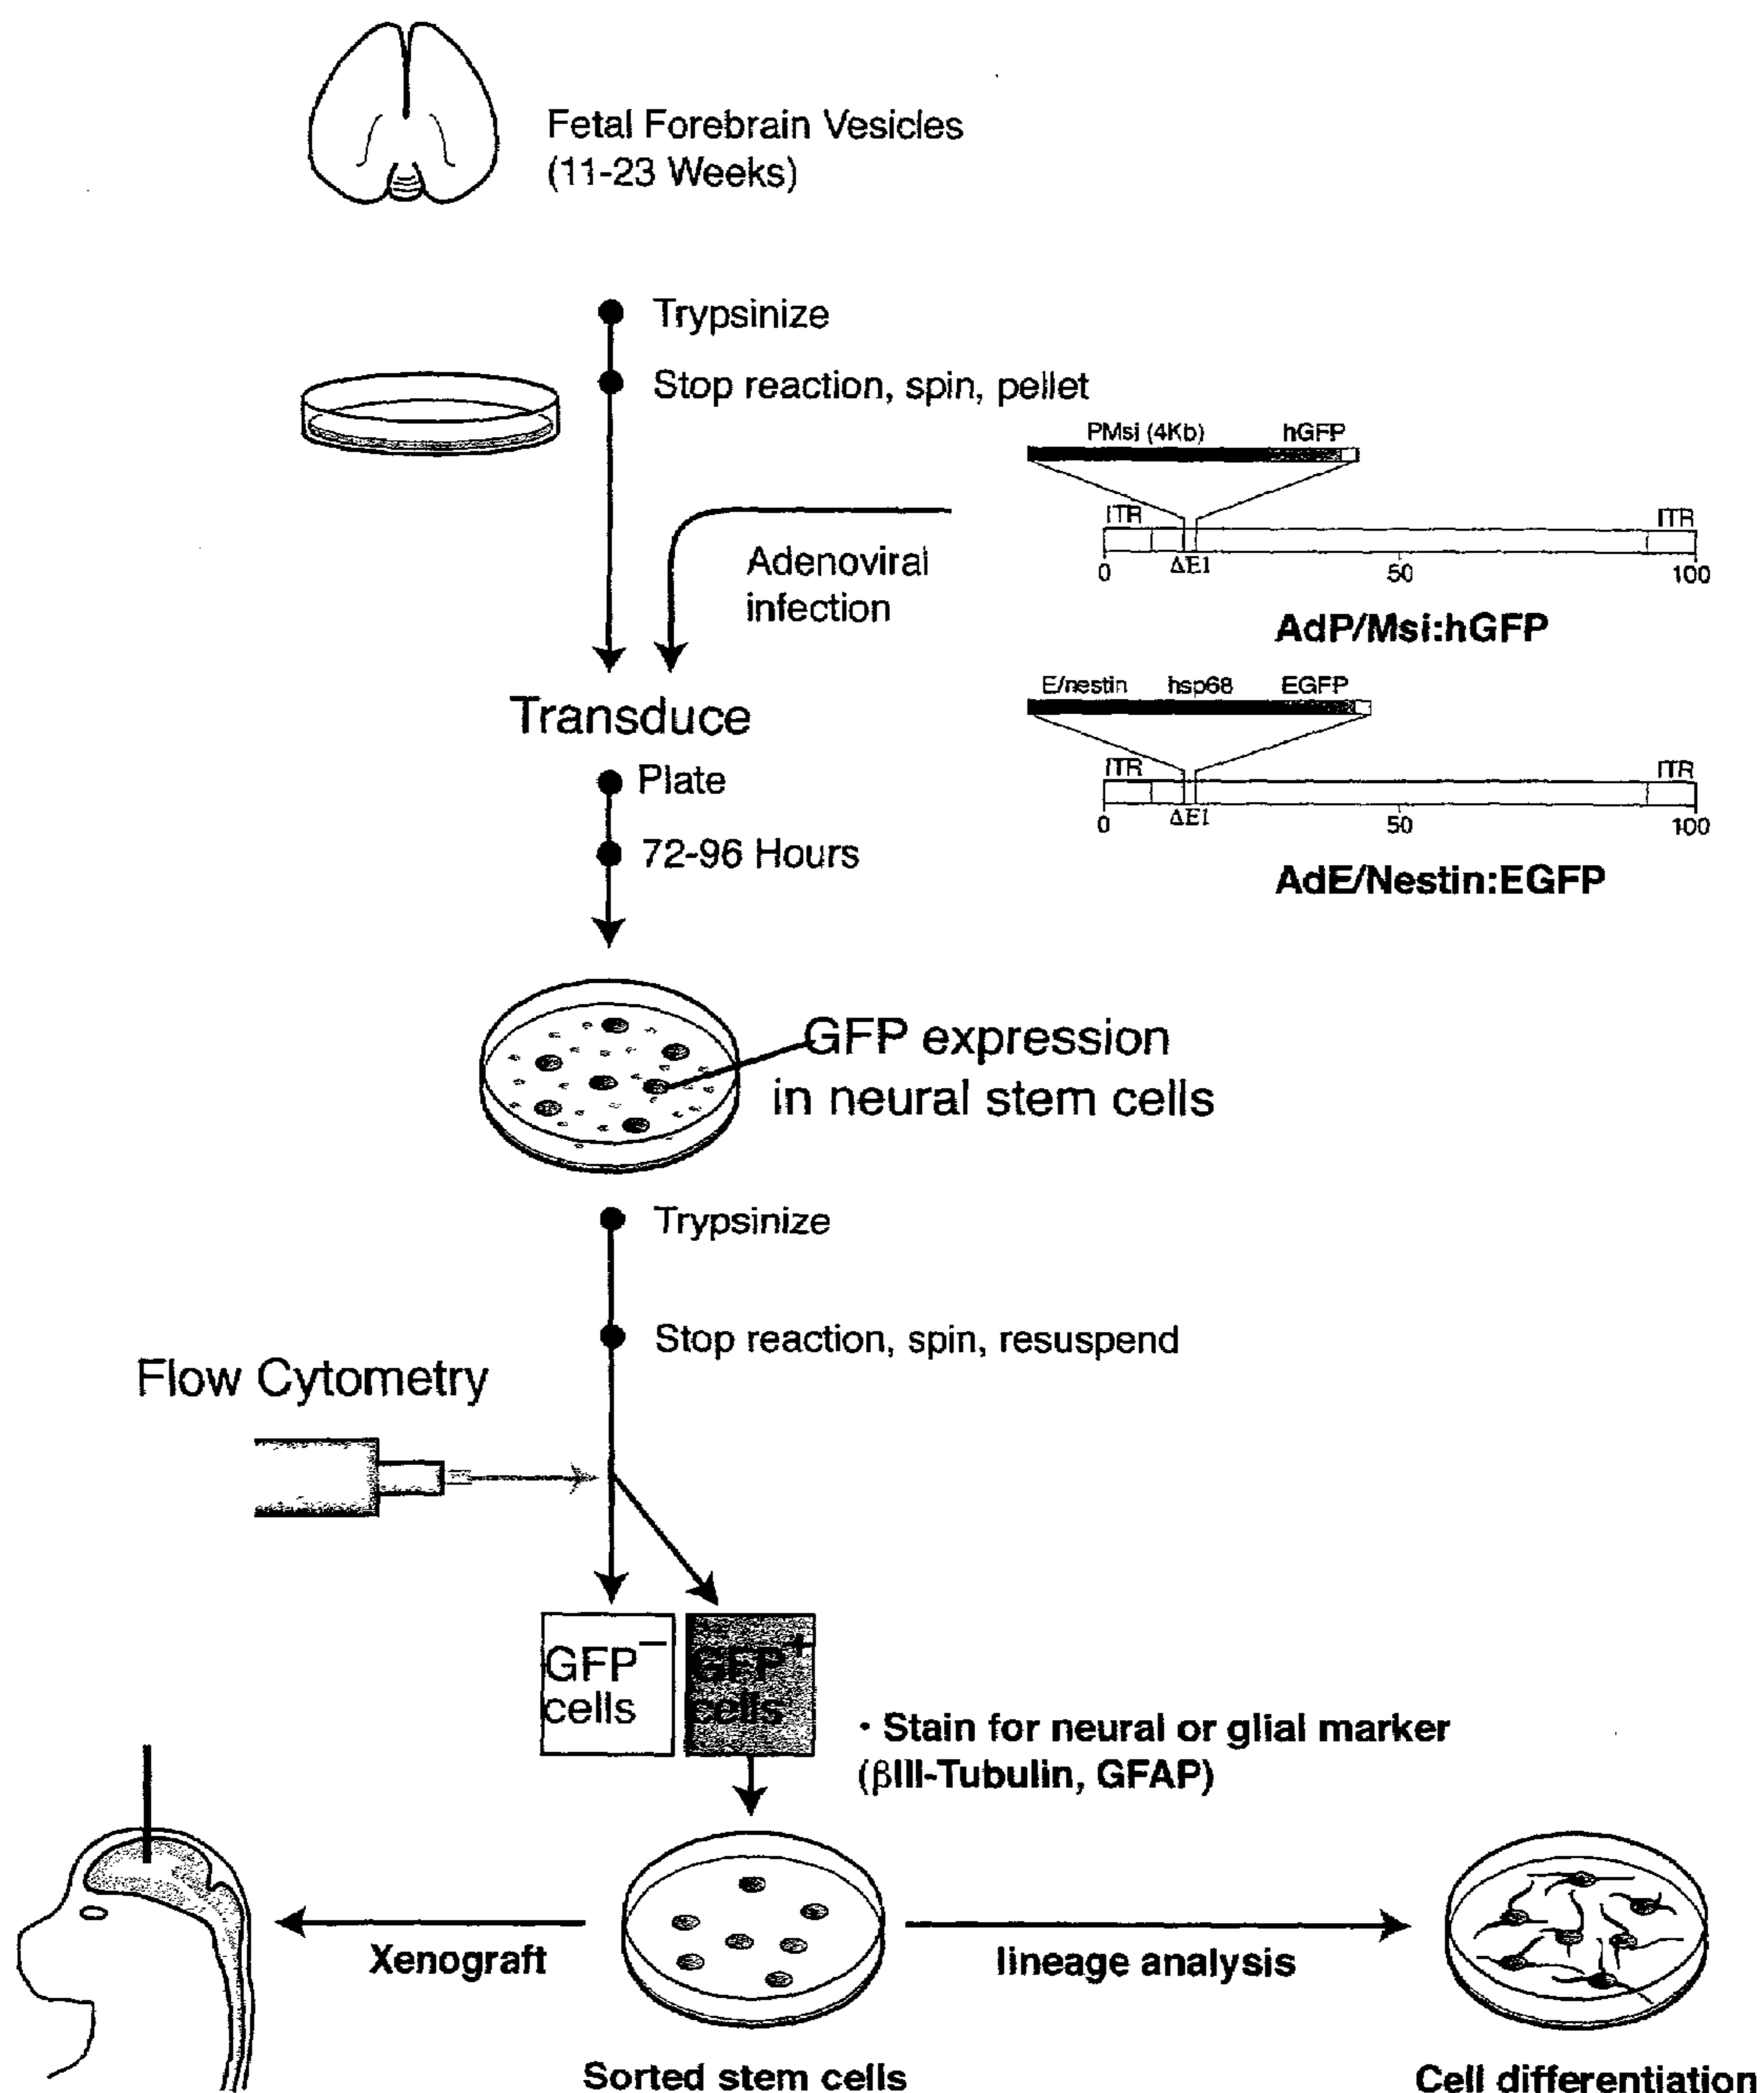 Fetal Forebrain Vesicles
(11-23 Weeks)
Trypsinize
Stop reaction, spin, pellet
PMsi (4Kb) hGFP
ITR ITR
0 ΔE1 50 100
AdP/Msi:hGFP
Adenoviral
infection
E/nestin hsp68 EGFP
ITR ITR
0 ΔE1 50 100
AdE/Nestin:EGFP
Transduce
Plate
72-96 Hours
GFP expression
in neural stem cells
Trypsinize
Stop reaction, spin, resuspend
Flow Cytometry
GFP⁻
cells
GFP⁺
cells
· Stain for neural or glial marker
(βIII-Tubulin, GFAP)
Xenograft
lineage analysis
Sorted stem cells
Cell differentiation